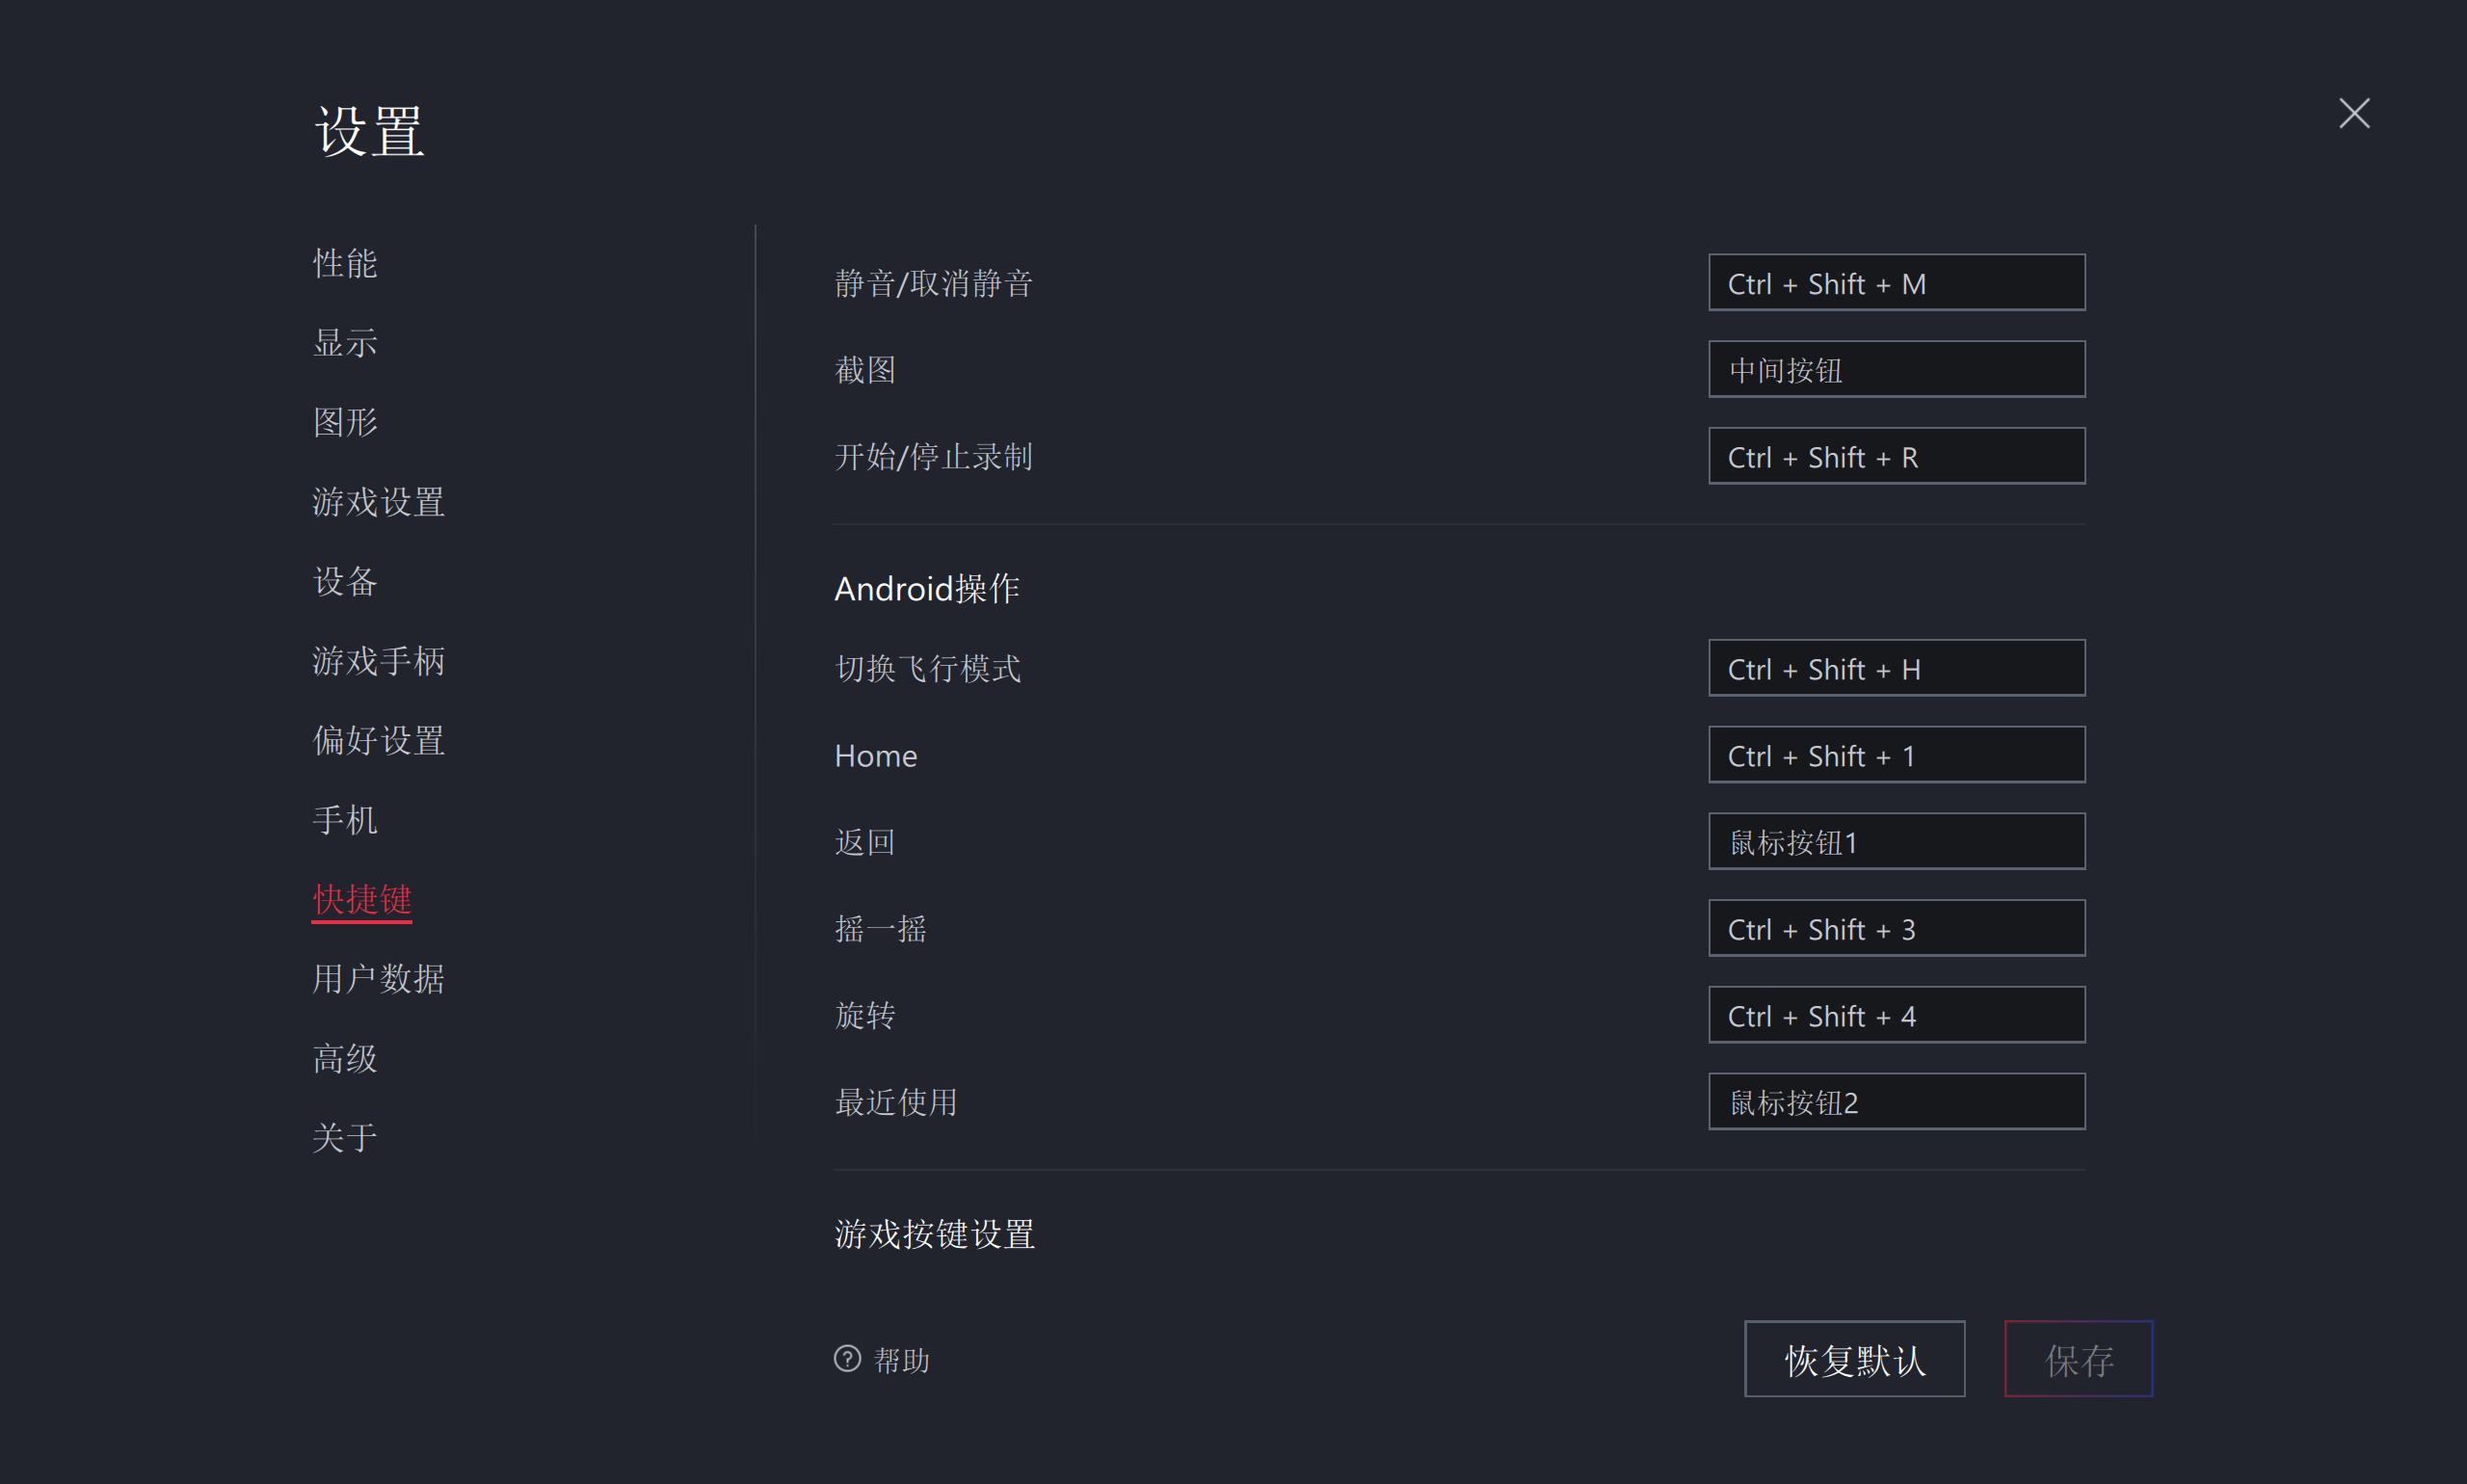 设置
性能
显示
图形
游戏设置
设备
游戏手柄
偏好设置
手机
快捷键
用户数据
高级
关于
静音/取消静音 Ctrl + Shift + M
截图 中间按钮
开始/停止录制 Ctrl + Shift + R
Android操作
切换飞行模式 Ctrl + Shift + H
Home Ctrl + Shift + 1
返回 鼠标按钮1
摇一摇 Ctrl + Shift + 3
旋转 Ctrl + Shift + 4
最近使用 鼠标按钮2
游戏按键设置
帮助
恢复默认 保存